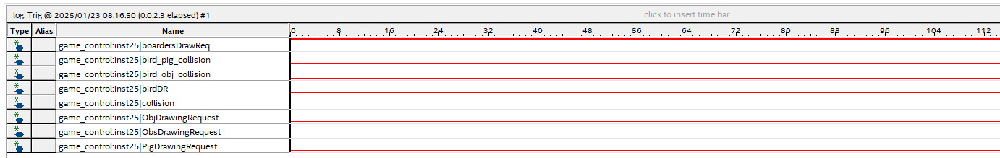 log: Trig @ 2025/01/23 08:16:50 (0:0:2.3 elapsed) #1 click to insert time bar
Type Alias Name 0 8 16 24 32 40 48 56 64 72 80 88 96 104 112
game_control:inst25|boardersDrawReq
game_control:inst25|bird_pig_collision
game_control:inst25|bird_obj_collision
game_control:inst25|birdDR
game_control:inst25|collision
game_control:inst25|ObjDrawingRequest
game_control:inst25|ObsDrawingRequest
game_control:inst25|PigDrawingRequest